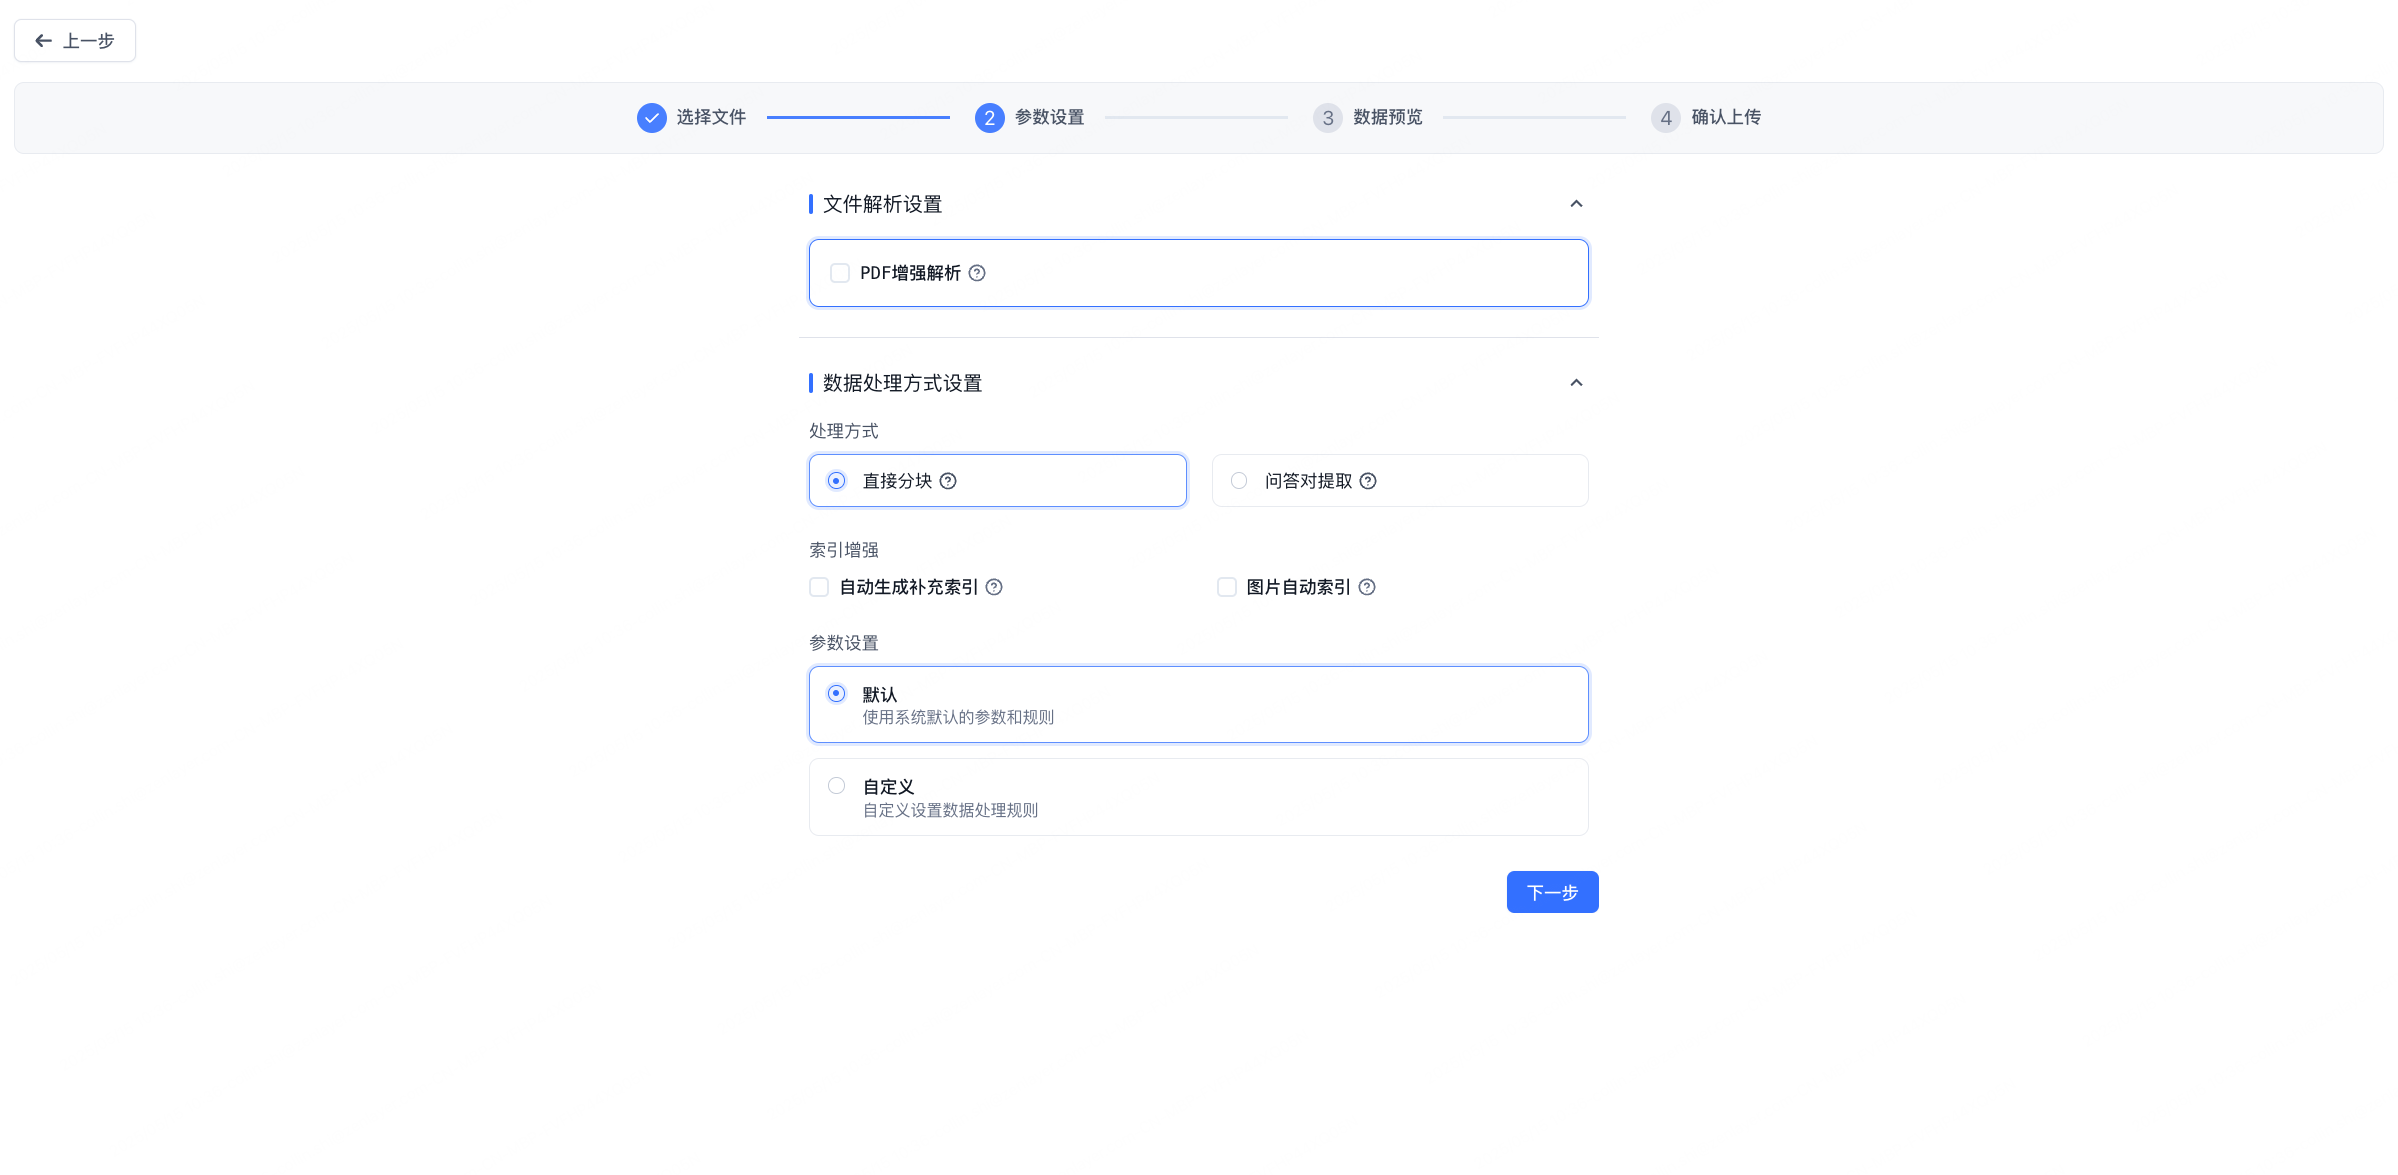 上一步
选择文件
2 参数设置
3 数据预览
4 确认上传
文件解析设置
PDF增强解析
数据处理方式设置
处理方式
直接分块
问答对提取
索引增强
自动生成补充索引
图片自动索引
参数设置
默认
使用系统默认的参数和规则
自定义
自定义设置数据处理规则
下一步